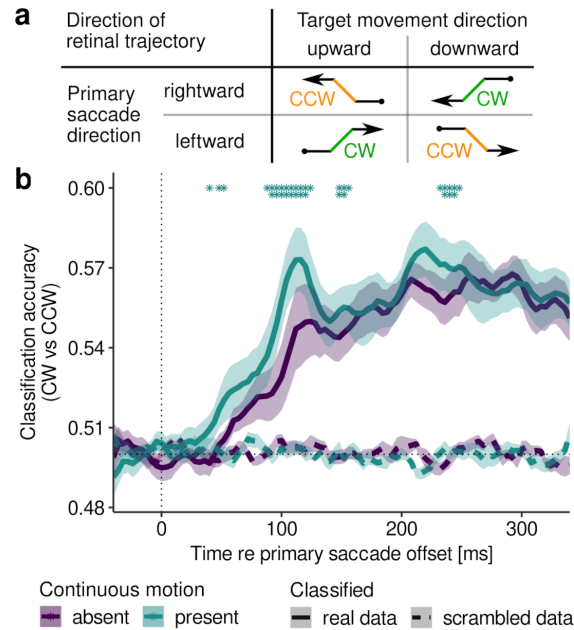 a
Direction of retinal trajectory
Target movement direction
upward
downward
Primary saccade direction
rightward
CCW
CW
leftward
CW
CCW
b
Classification accuracy
(CW vs CCW)
0.60
0.57
0.54
0.51
0.48
0
100
200
300
Time re primary saccade offset [ms]
Continuous motion
absent
present
Classified
real data
scrambled data